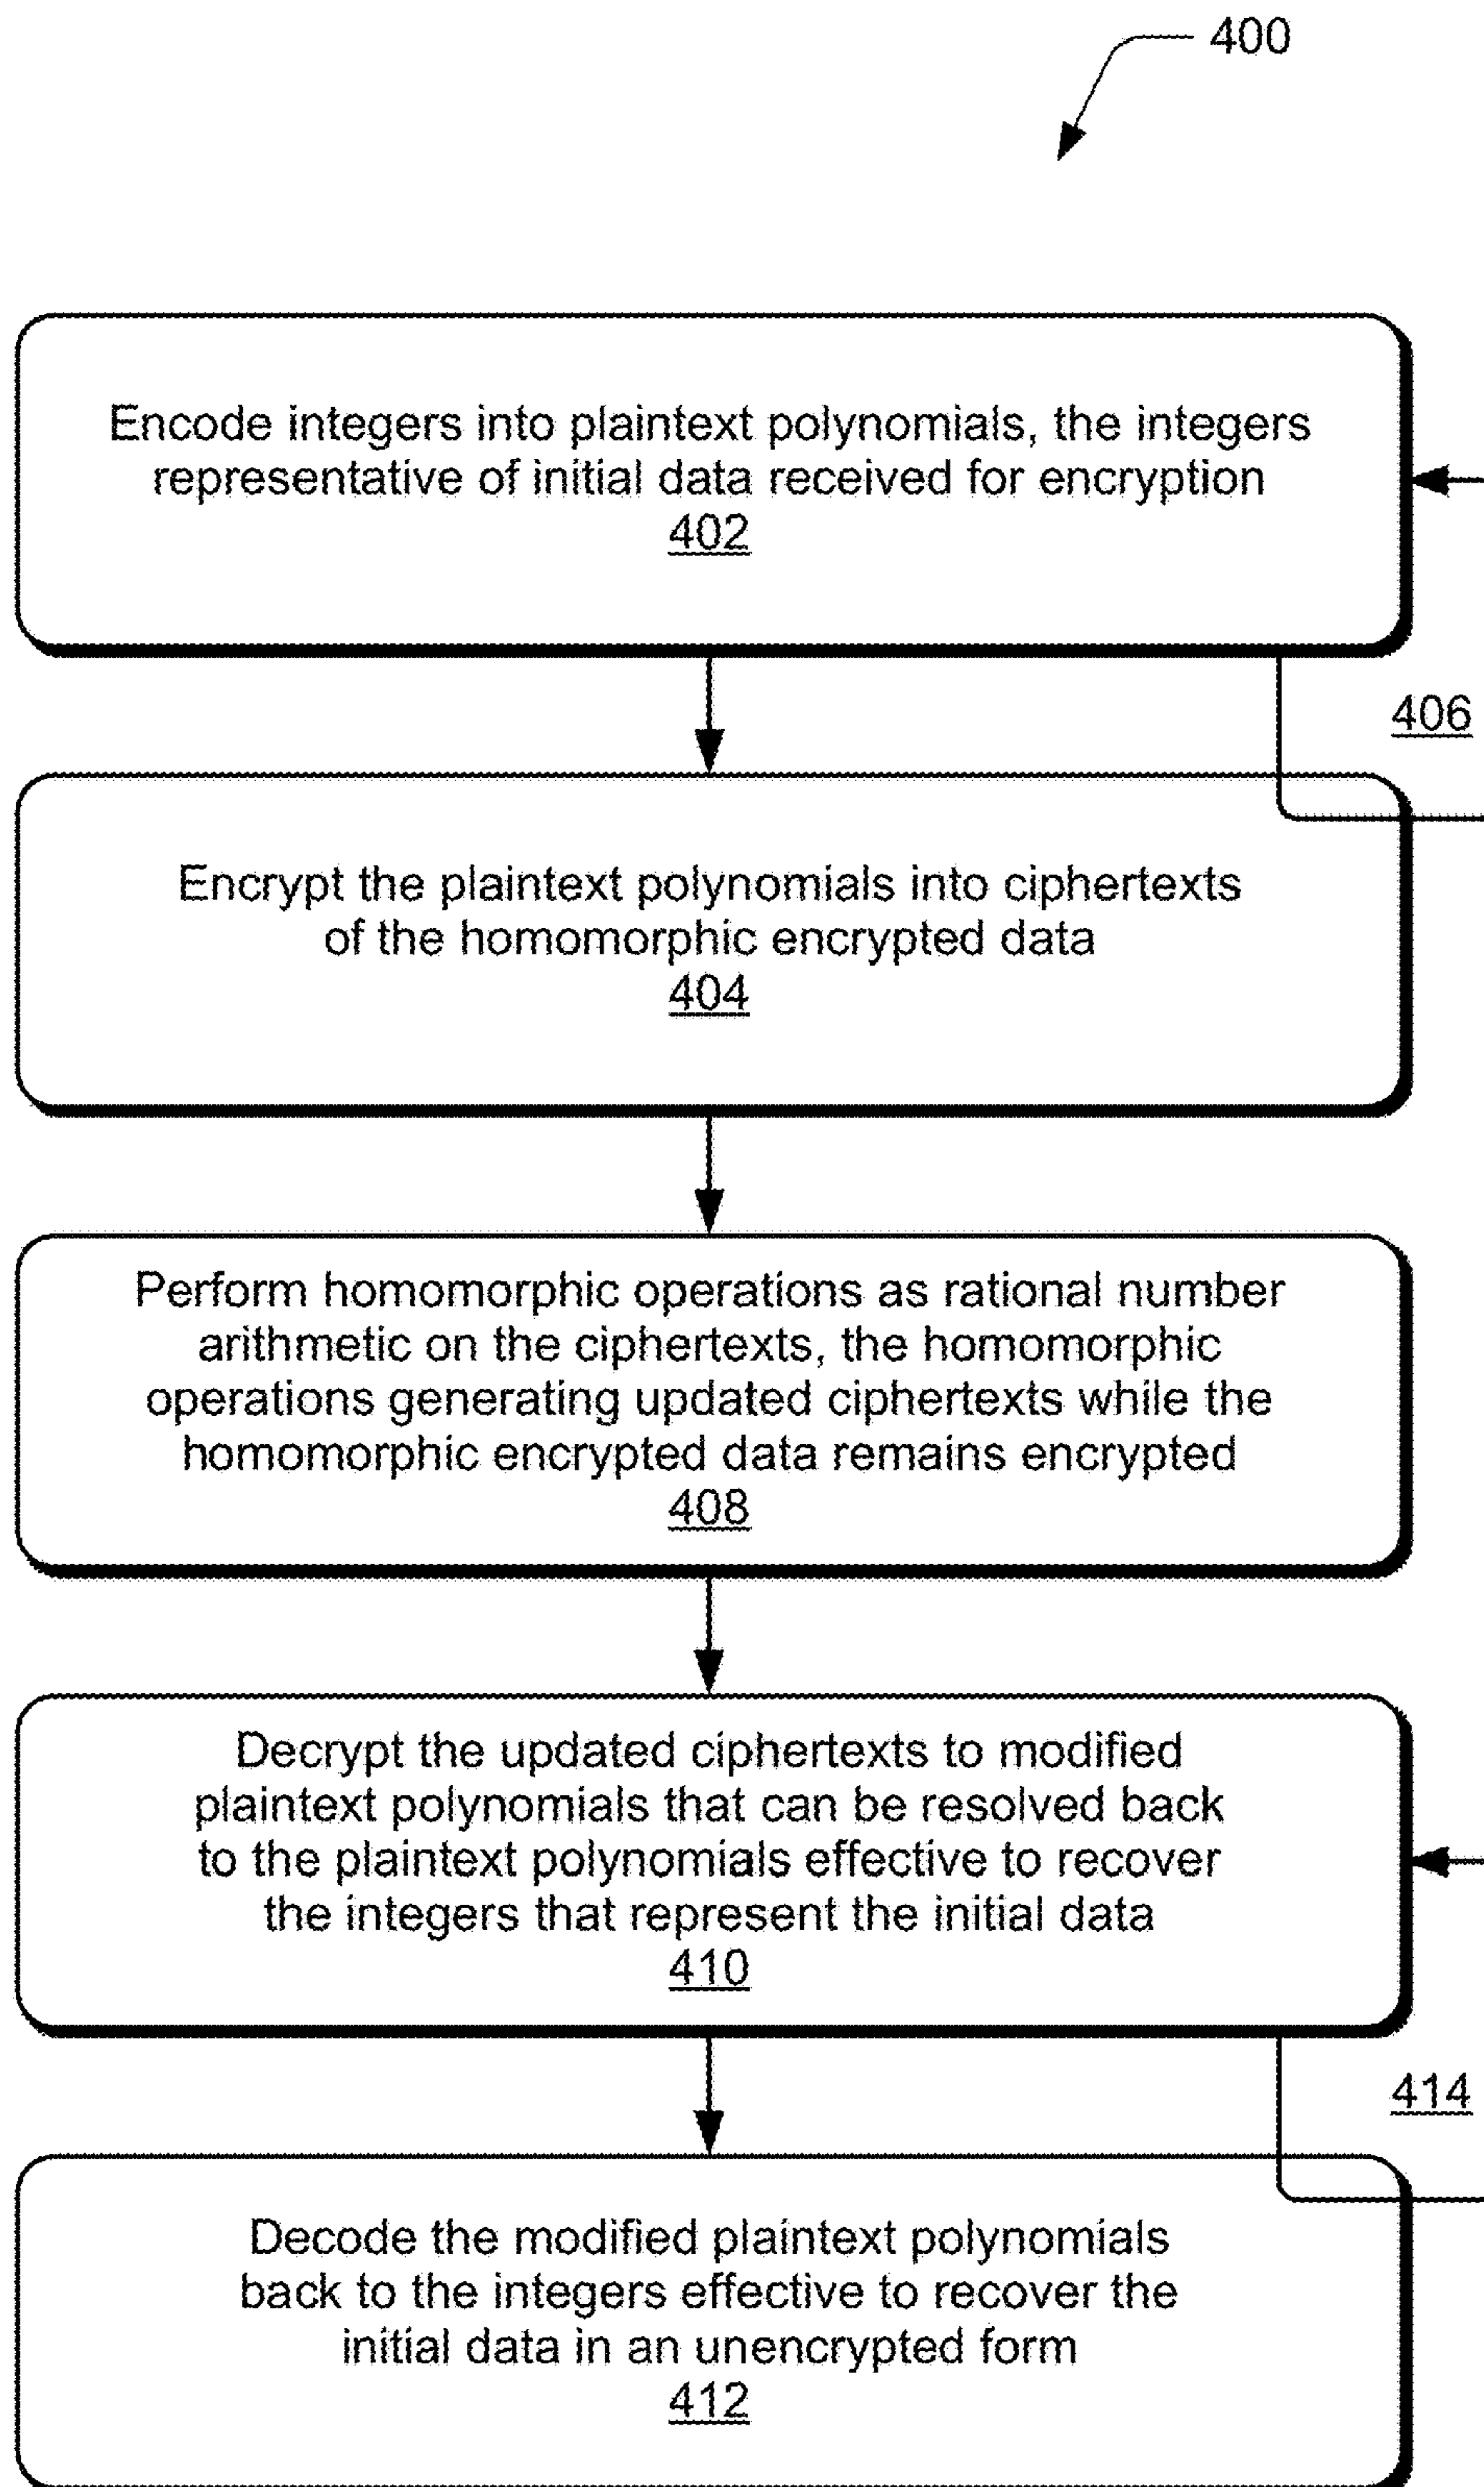 400
Encode integers into plaintext polynomials, the integers
representative of initial data received for encryption
402
406
Encrypt the plaintext polynomials into ciphertexts
of the homomorphic encrypted data
404
Perform homomorphic operations as rational number
arithmetic on the ciphertexts, the homomorphic
operations generating updated ciphertexts while the
homomorphic encrypted data remains encrypted
408
Decrypt the updated ciphertexts to modified
plaintext polynomials that can be resolved back
to the plaintext polynomials effective to recover
the integers that represent the initial data
410
414
Decode the modified plaintext polynomials
back to the integers effective to recover the
initial data in an unencrypted form
412